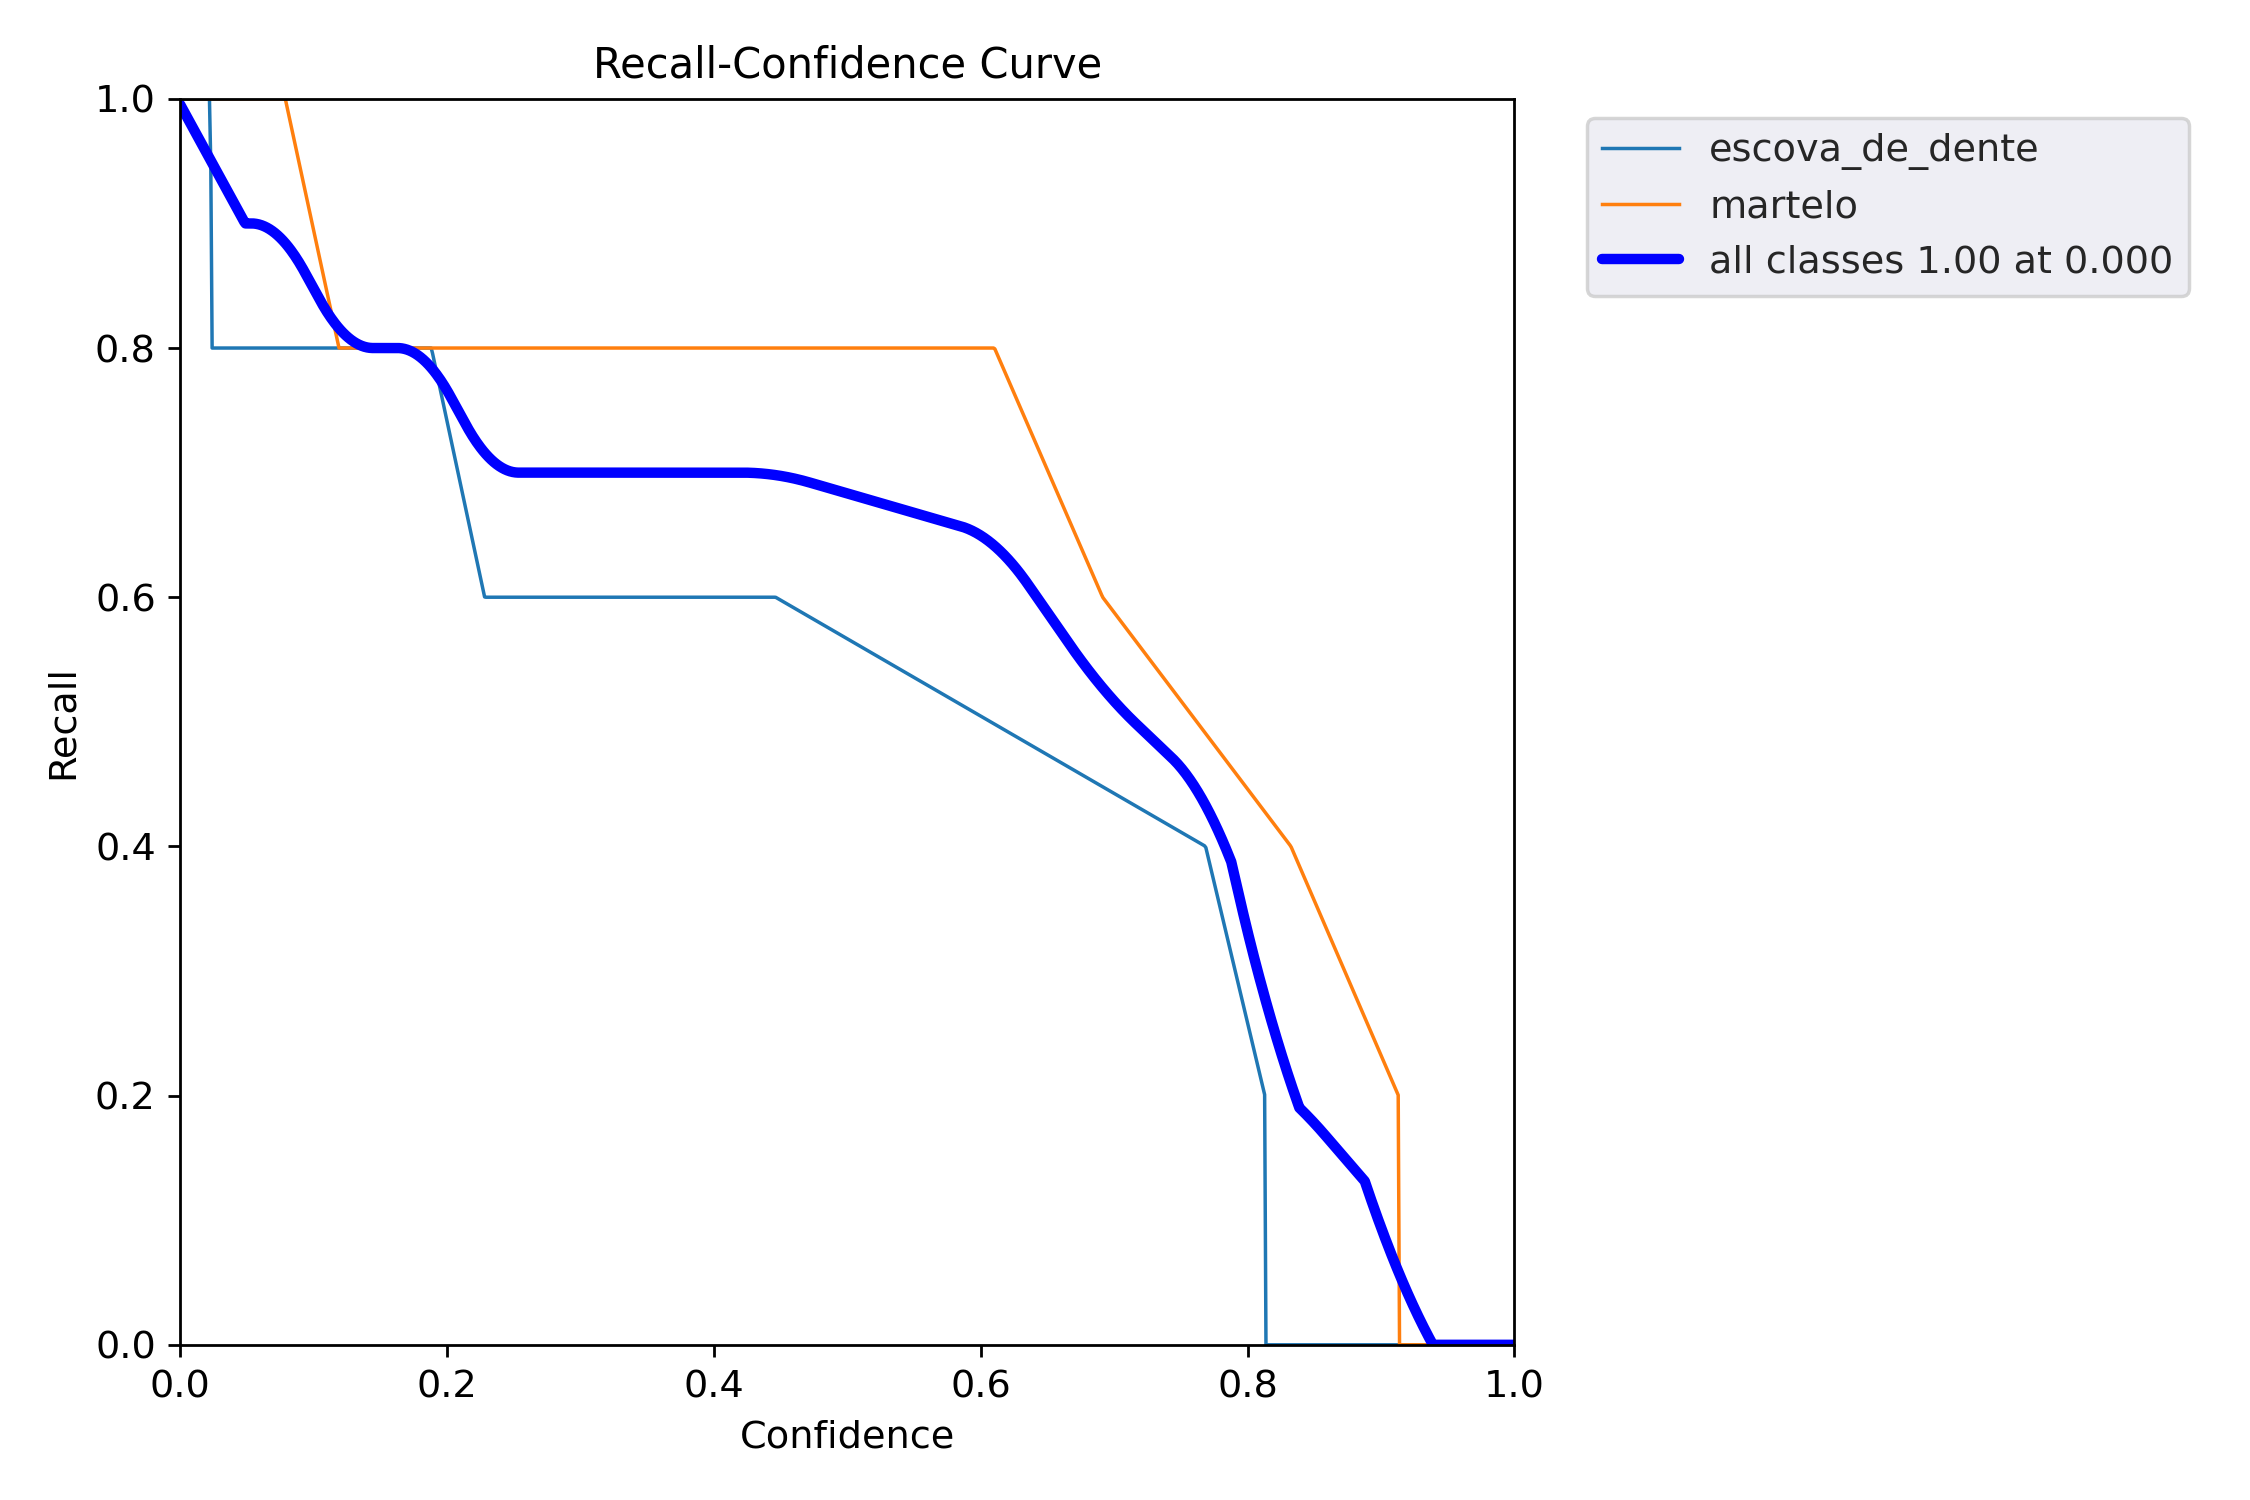 Recall-Confidence Curve
1.0
0.8
0.6
0.4
0.2
0.0
Recall
0.0 0.2 0.4 0.6 0.8 1.0
Confidence
escova_de_dente
martelo
all classes 1.00 at 0.000